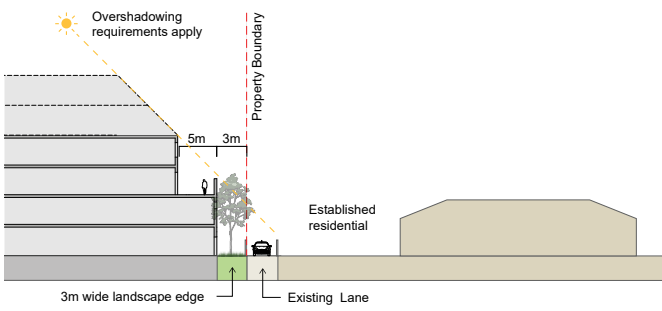 Overshadowing
requirements apply
Property Boundary
5m
3m
Established
residential
3m wide landscape edge
Existing Lane